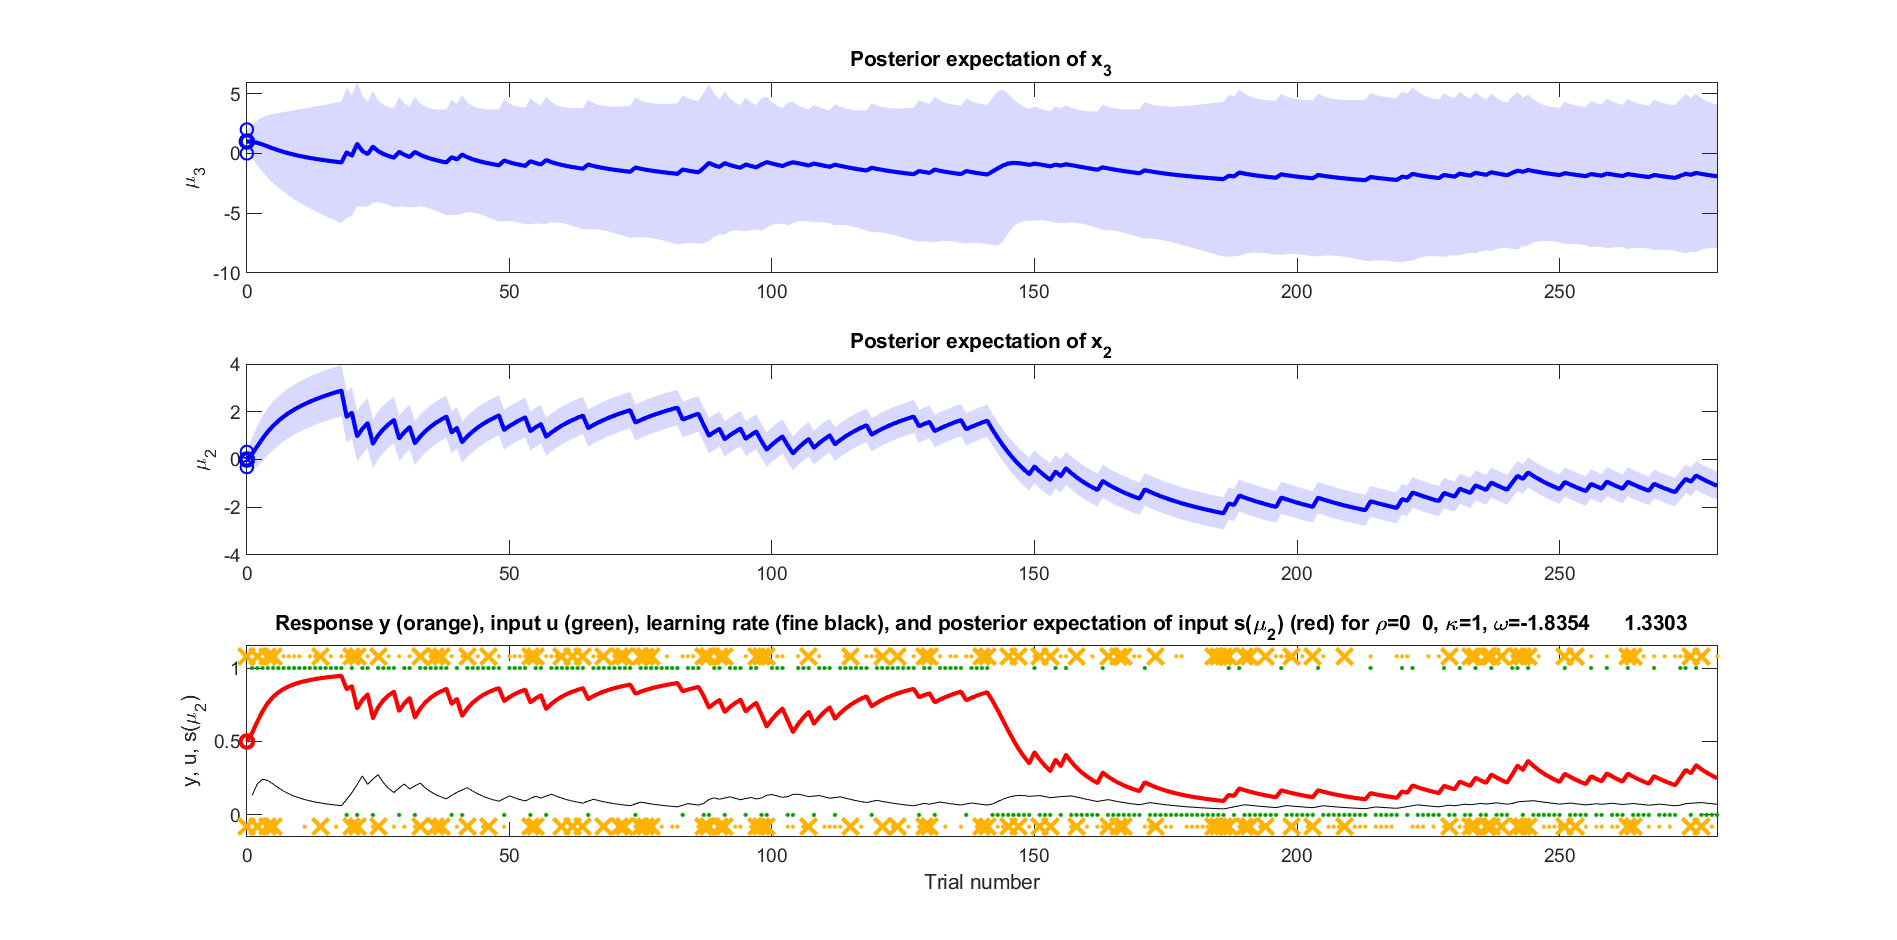 Posterior expectation of x3
5
0
-5
-10
μ3
0 50 100 150 200 250
Posterior expectation of x2
4
2
0
-2
-4
μ2
0 50 100 150 200 250
Response y (orange), input u (green), learning rate (fine black), and posterior expectation of input s(μ2) (red) for ρ=0 0, κ=1, ω=-1.8354 1.3303
1
0.5
0
y, u, s(μ2)
0 50 100 150 200 250
Trial number